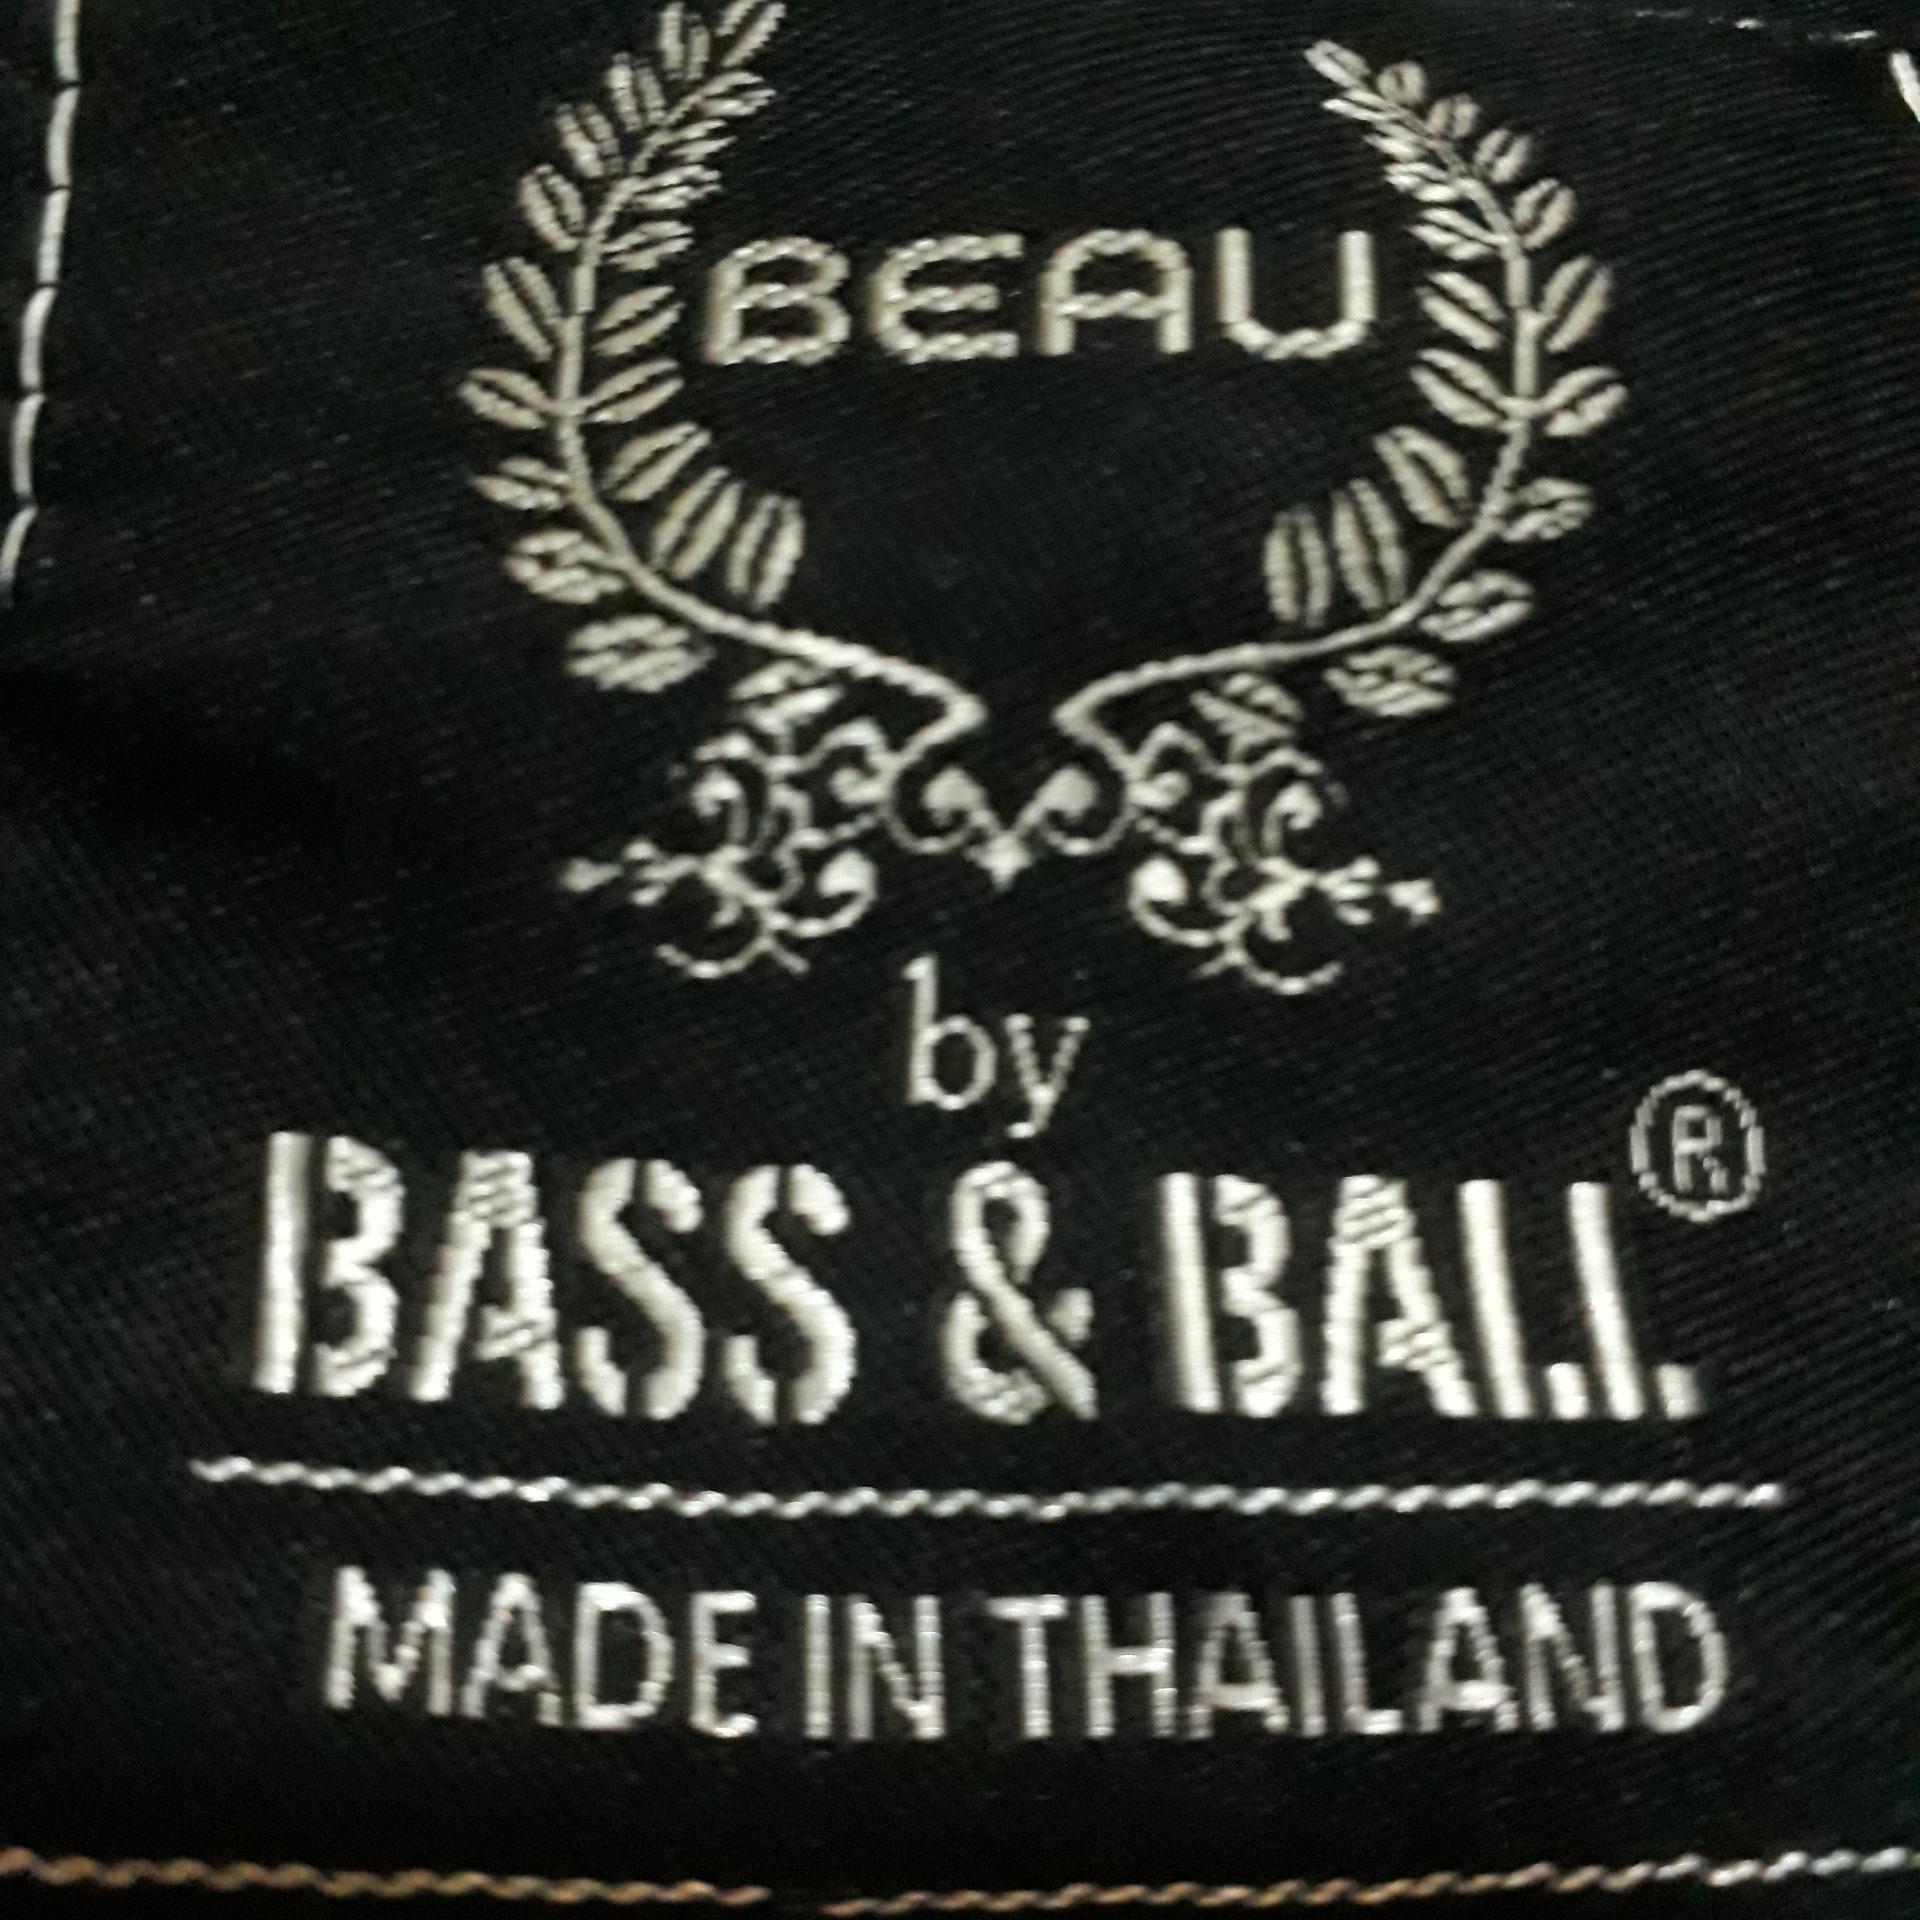 BEAU
by
BASS & BALL®
MADE IN THAILAND